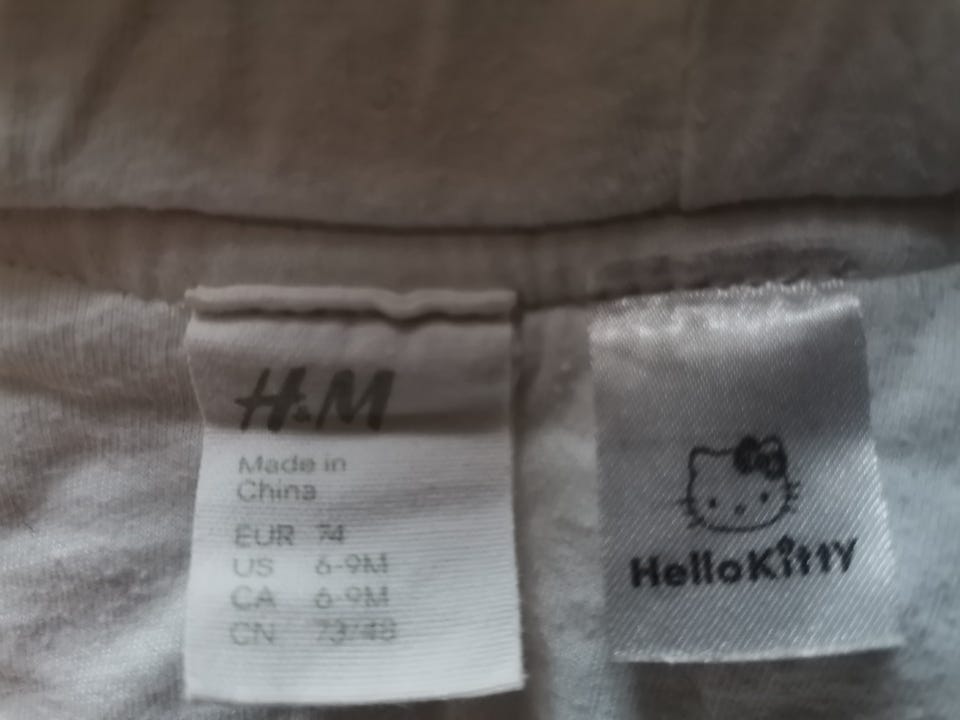 H&M
Made in
China
EUR 74
US 6-9M
CA 6-9M
CN 73/48
HelloKitty